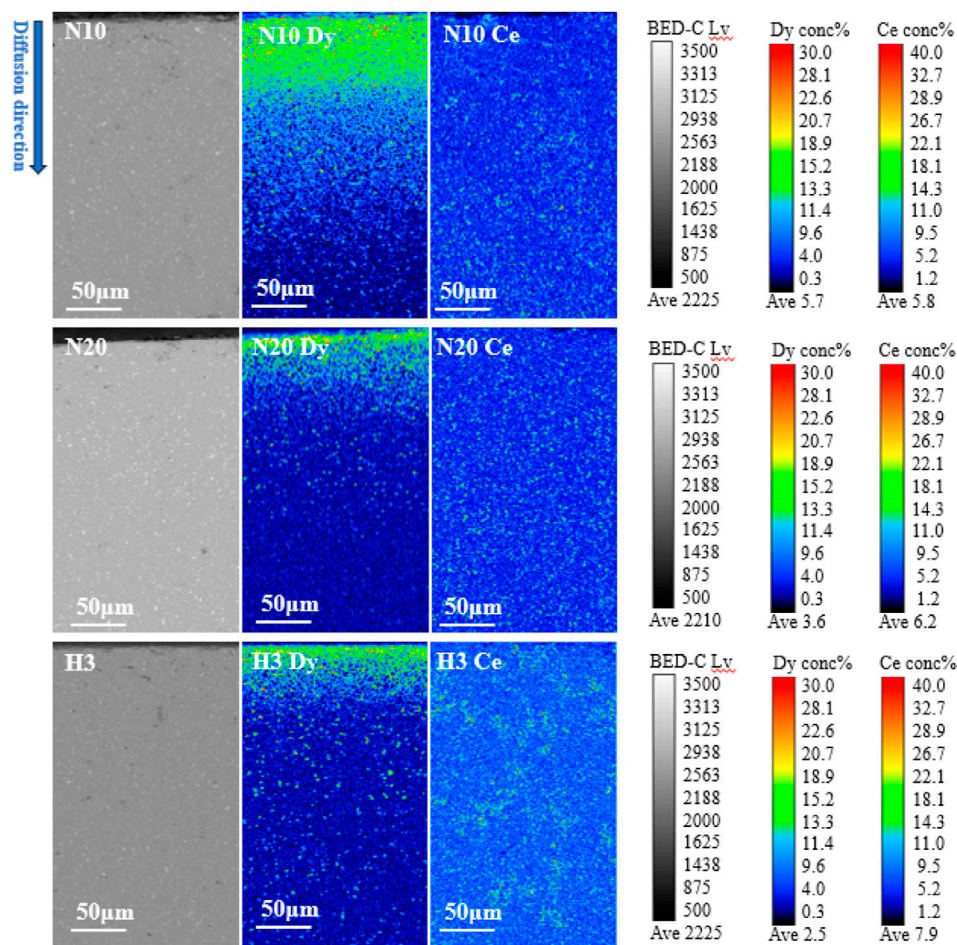 Diffusion direction
N10
N10 Dy
N10 Ce
50μm
50μm
50μm
BED-C Lv
3500
3313
3125
2938
2563
2188
2000
1625
1438
875
500
Ave 2225
Dy conc%
30.0
28.1
22.6
20.7
18.9
15.2
13.3
11.4
9.6
4.0
0.3
Ave 5.7
Ce conc%
40.0
32.7
28.9
26.7
22.1
18.1
14.3
11.0
9.5
5.2
1.2
Ave 5.8
N20
N20 Dy
N20 Ce
50μm
50μm
50μm
BED-C Lv
3500
3313
3125
2938
2563
2188
2000
1625
1438
875
500
Ave 2210
Dy conc%
30.0
28.1
22.6
20.7
18.9
15.2
13.3
11.4
9.6
4.0
0.3
Ave 3.6
Ce conc%
40.0
32.7
28.9
26.7
22.1
18.1
14.3
11.0
9.5
5.2
1.2
Ave 6.2
H3
H3 Dy
H3 Ce
50μm
50μm
50μm
BED-C Lv
3500
3313
3125
2938
2563
2188
2000
1625
1438
875
500
Ave 2225
Dy conc%
30.0
28.1
22.6
20.7
18.9
15.2
13.3
11.4
9.6
4.0
0.3
Ave 2.5
Ce conc%
40.0
32.7
28.9
26.7
22.1
18.1
14.3
11.0
9.5
5.2
1.2
Ave 7.9